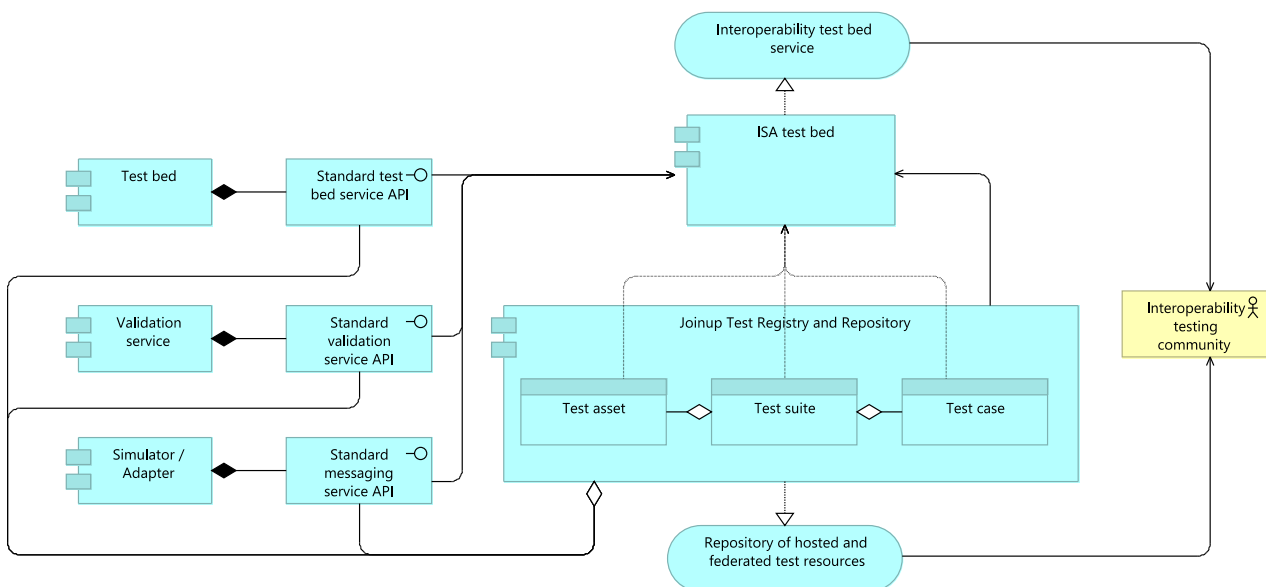 Interoperability test bed
service
ISA test bed
Test bed
Standard test
bed service API
Validation
service
Standard
validation
service API
Joinup Test Registry and Repository
Interoperability
testing
community
Test asset
Test suite
Test case
Simulator /
Adapter
Standard
messaging
service API
Repository of hosted and
federated test resources